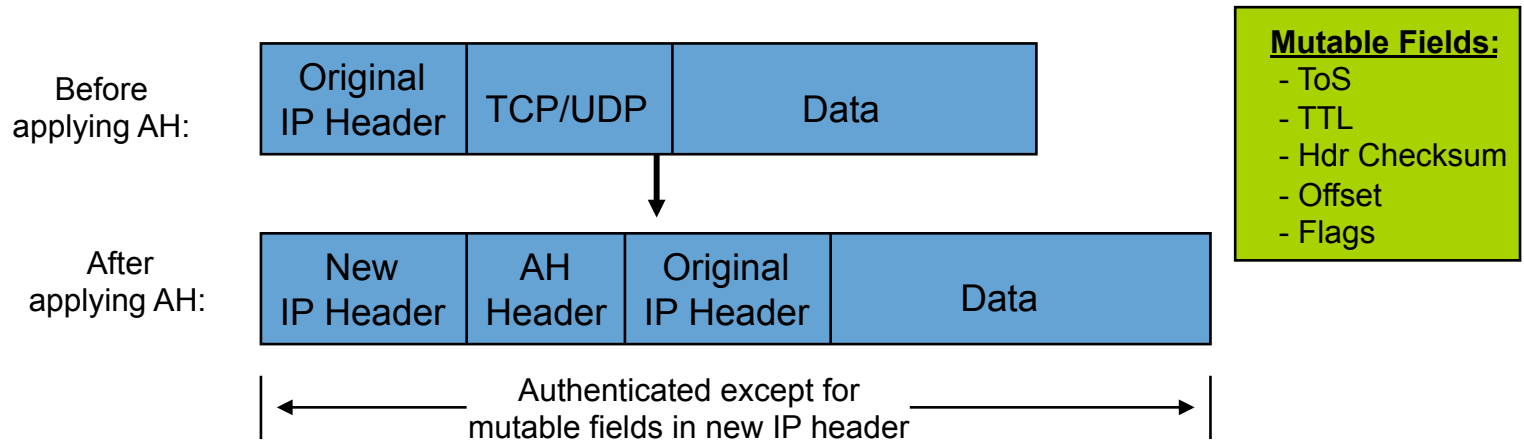 Before
applying AH:
Original
IP Header
TCP/UDP
Data
Mutable Fields:
- ToS
- TTL
- Hdr Checksum
- Offset
- Flags
After
applying AH:
New
IP Header
AH
Header
Original
IP Header
Data
Authenticated except for
mutable fields in new IP header